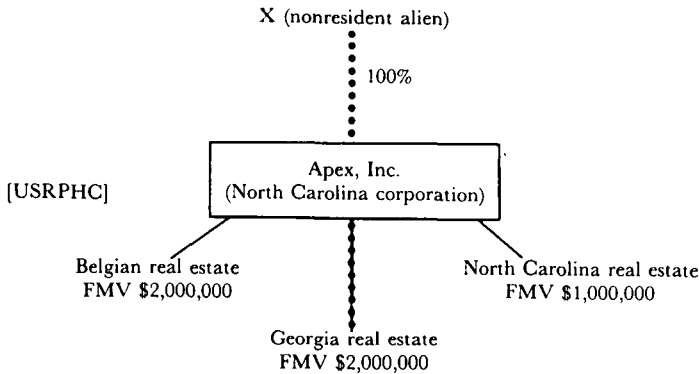 X (nonresident alien)
100%
Apex, Inc.
[USRPHC]
(North Carolina corporation)
Belgian real estate
FMV $2,000,000
North Carolina real estate
FMV $1,000,000
Georgia real estate
FMV $2,000,000